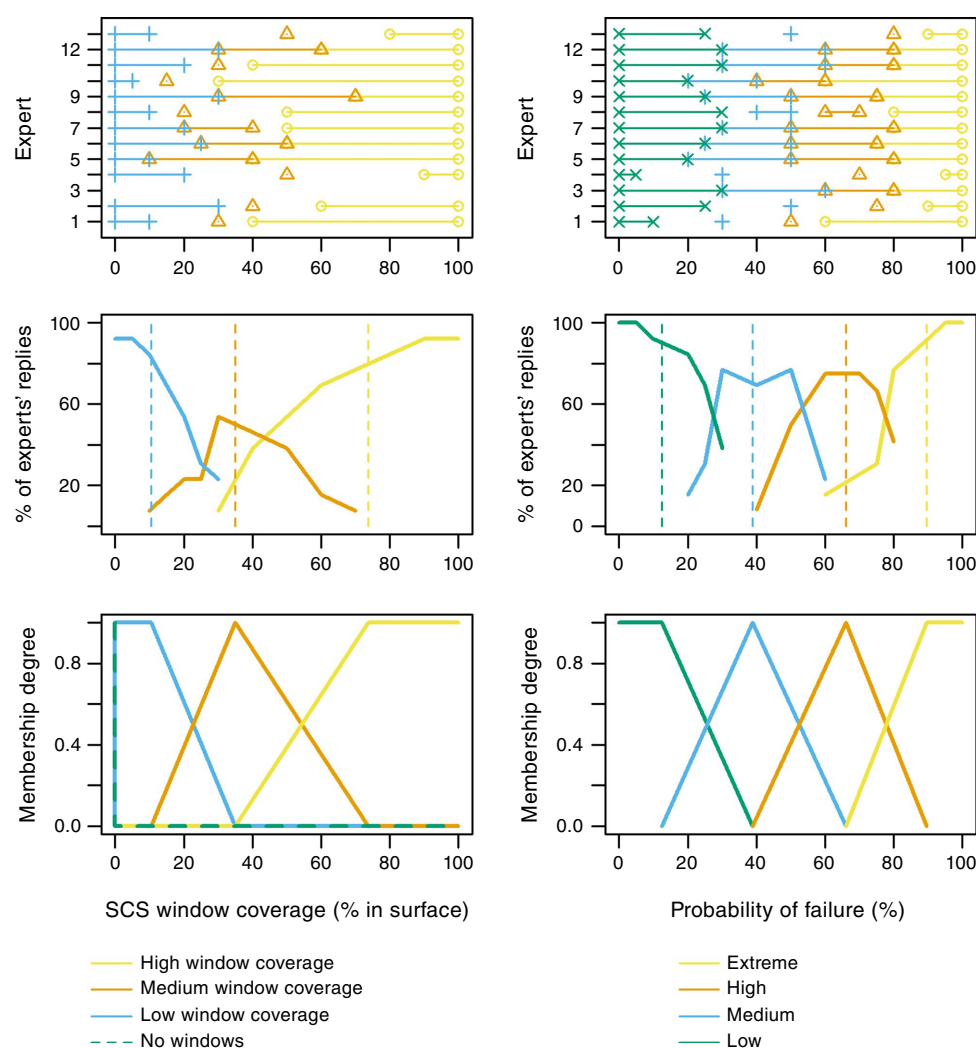 Expert
12
9
7
5
3
1
0 20 40 60 80 100
Expert
12
9
7
5
3
1
0 20 40 60 80 100
% of experts' replies
100
60
20
0 20 40 60 80 100
% of experts' replies
100
60
20
0
0 20 40 60 80 100
Membership degree
0.8
0.4
0.0
0 20 40 60 80 100
SCS window coverage (% in surface)
Membership degree
0.8
0.4
0.0
0 20 40 60 80 100
Probability of failure (%)
High window coverage
Medium window coverage
Low window coverage
No windows
Extreme
High
Medium
Low